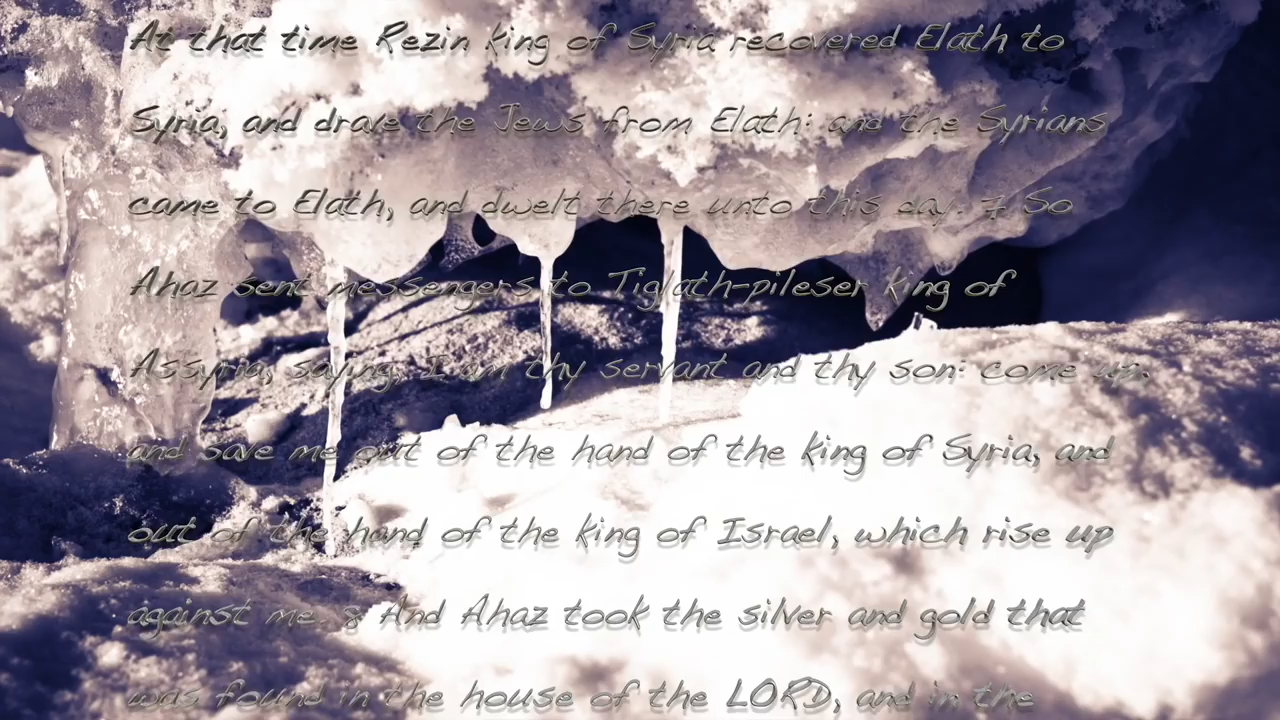 At that time Rezin king of Syria recovered Elath to
Syria, and drave the Jews from Elath: and the Syrians
came to Elath, and dwelt there unto this day. 7 So
Ahaz sent messengers to Tiglath-pileser king of
Assyria, saying, I am thy servant and thy son: come up,
and save me out of the hand of the king of Syria, and
out of the hand of the king of Israel, which rise up
against me. 8 And Ahaz took the silver and gold that
was found in the house of the LORD, and in the